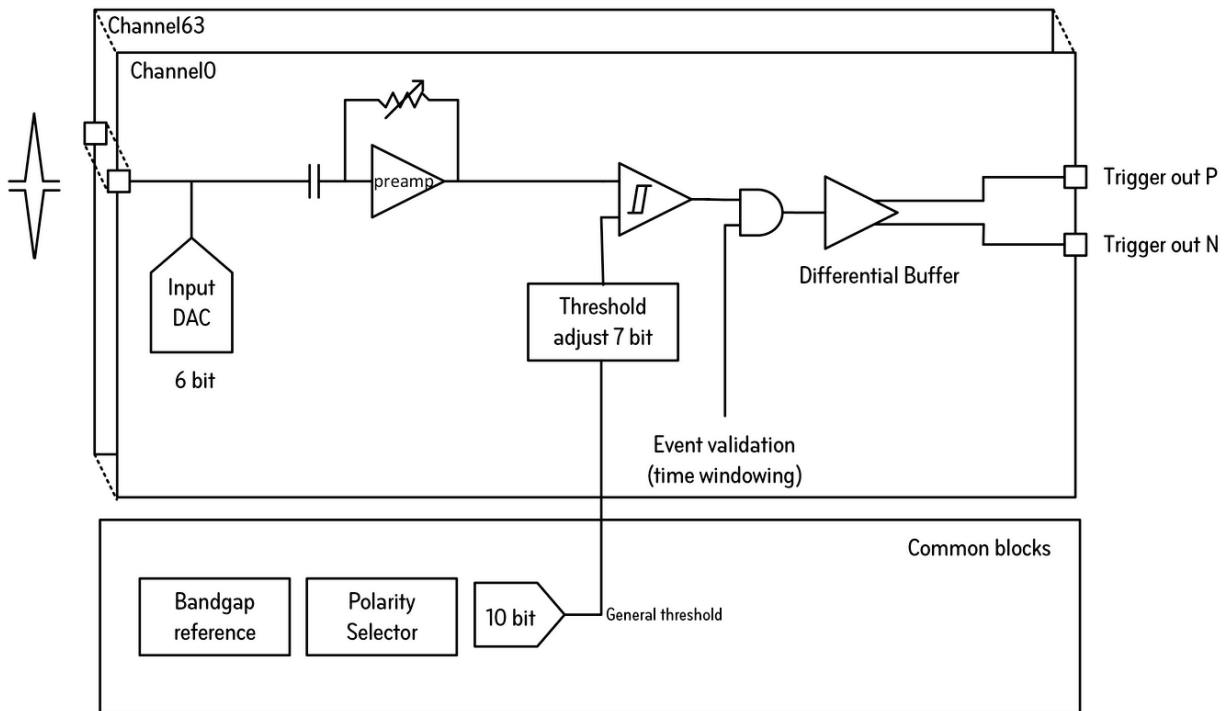 Channel63
Channel0
preamp
Trigger out P
Trigger out N
Input
DAC
6 bit
Differential Buffer
Threshold
adjust 7 bit
Event validation
(time windowing)
Common blocks
Bandgap
reference
Polarity
Selector
10 bit
General threshold